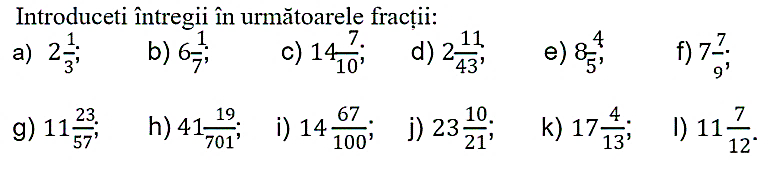 Introduceti întregii în următoarele fracții:
a) 2 1/3; b) 6 1/7; c) 14 7/10; d) 2 11/43; e) 8 4/5; f) 7 7/9;
g) 11 23/57; h) 41 19/701; i) 14 67/100; j) 23 10/21; k) 17 4/13; l) 11 7/12.